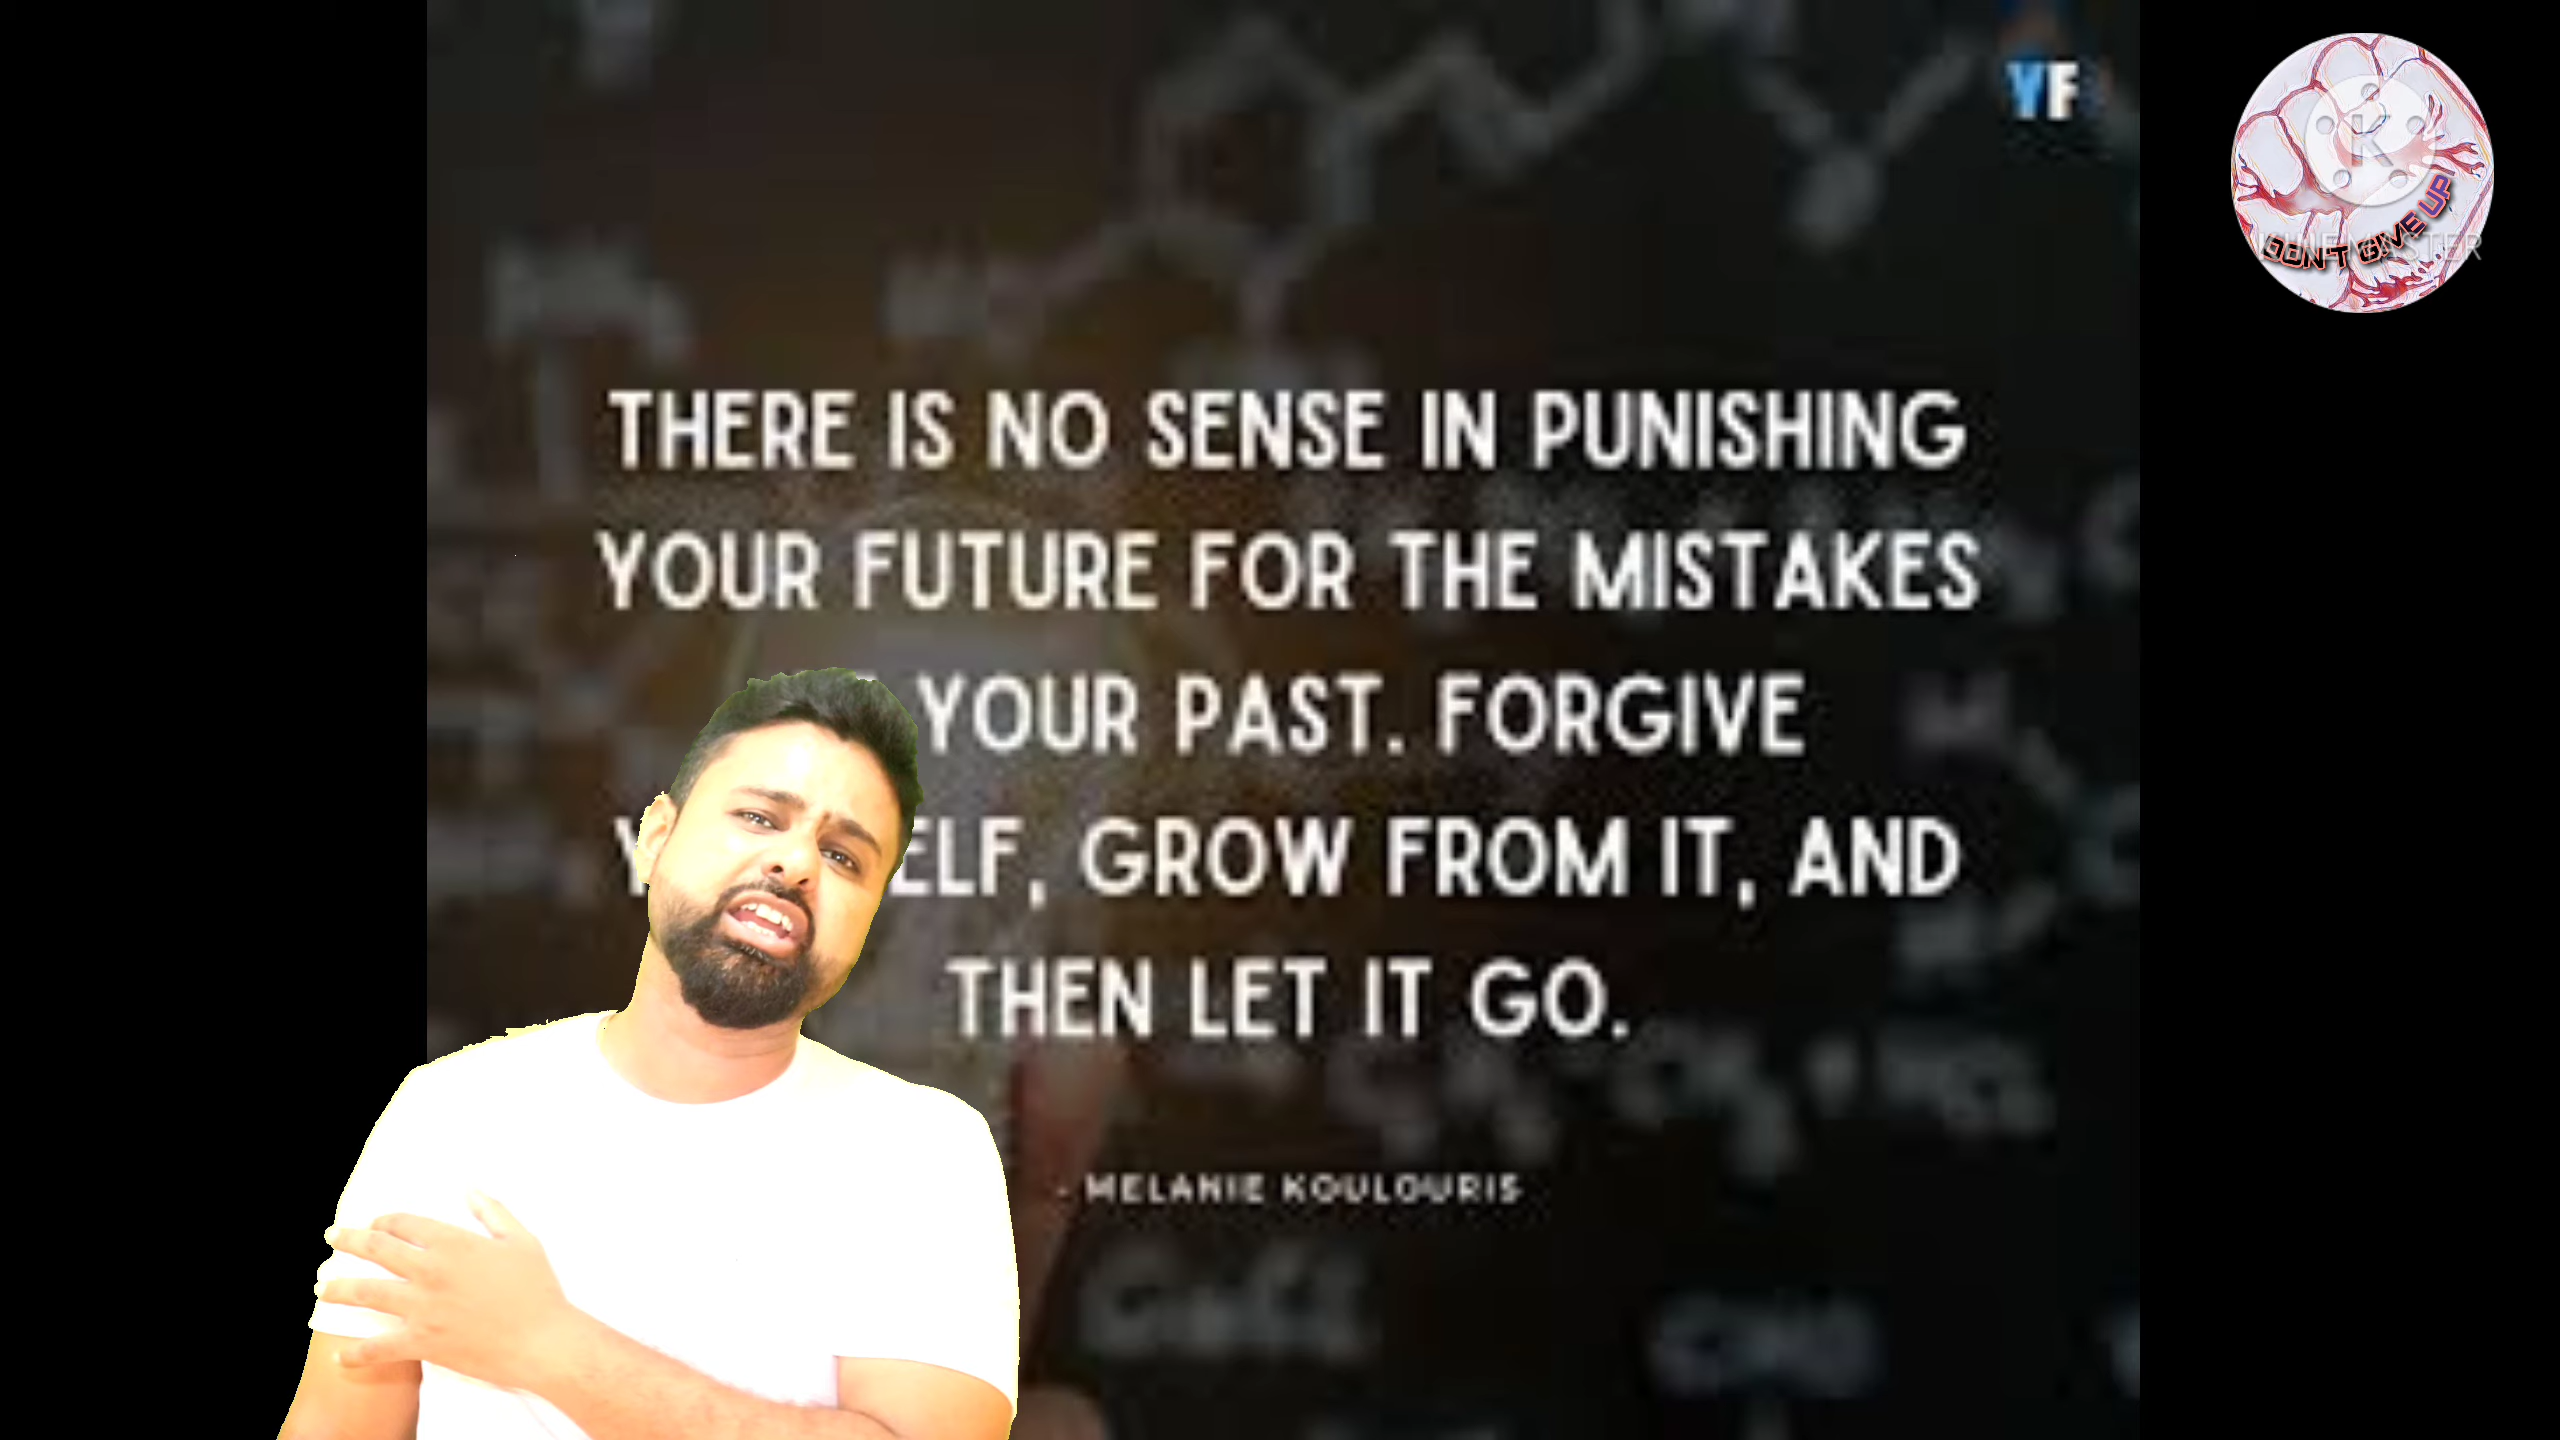 YF
K
DON'T GIVE UP!
KINEMASTER
THERE IS NO SENSE IN PUNISHING
YOUR FUTURE FOR THE MISTAKES
YOUR PAST. FORGIVE
ELF, GROW FROM IT, AND
THEN LET IT GO.
- MELANIE KOULOURIS